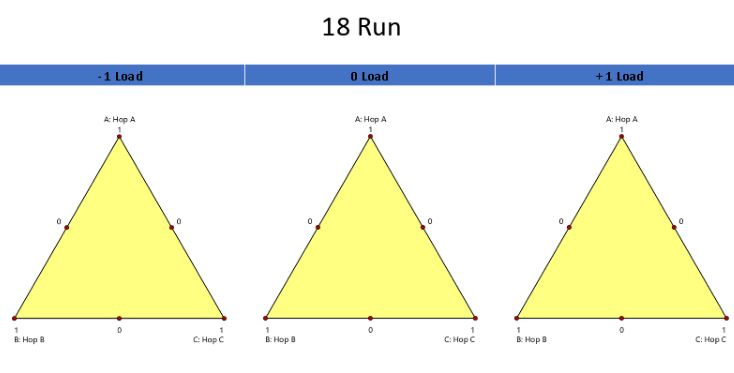 18 Run
- 1 Load 0 Load + 1 Load
A: Hop A A: Hop A A: Hop A
1 1 1
0 0 0 0 0 0
1 0 1 1 0 1 1 0 1
B: Hop B C: Hop C B: Hop B C: Hop C B: Hop B C: Hop C